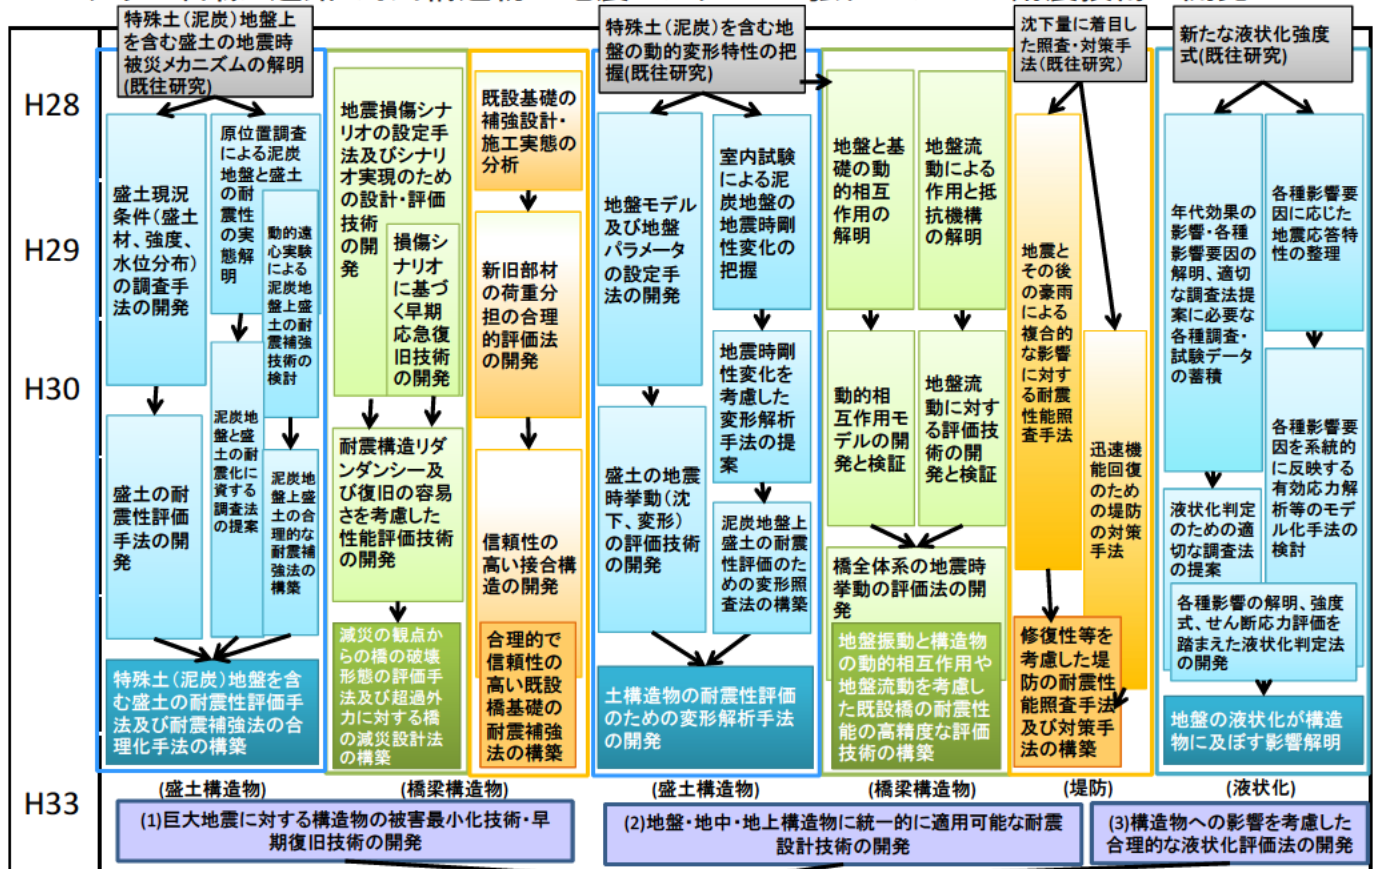 特殊土(泥炭)地盤上
を含む盛土の地震時
被災メカニズムの解明
(既往研究)
特殊土(泥炭)を含む地
盤の動的変形特性の把
握(既往研究)
沈下量に着目し
た照査・対策手
法(既往研究)
新たな液状化強度
式(既往研究)
H28
H29
H30
H33
盛土現況
条件(盛土
材、強度、
水位分布)
の調査手
法の開発
原位置調査
による泥炭
地盤と盛土
の耐
震性
の実
態解
明
動的遠
心実験
による
泥炭地
盤上盛
土の耐
震補強
技術の
検討
盛土の耐
震性評価
手法の開
発
泥炭地
盤と盛
土の耐
震化に
資する
調査法
の提案
泥炭地
盤上盛
土の合
理的な
耐震補
強法の
構築
特殊土(泥炭)地盤を含
む盛土の耐震性評価手
法及び耐震補強法の合
理化手法の構築
地震損傷シナ
リオの設定手
法及びシナリ
オ実現のため
の設計・評価
技術
の開
発
損傷シ
ナリオ
に基づ
く早期
応急復
旧技術
の開発
耐震構造リダ
ンダンシー及
び復旧の容易
さを考慮した
性能評価技術
の開発
減災の観点か
らの橋の破壊
形態の評価手
法及び超過外
力に対する橋
の減災設計法
の構築
既設基礎の
補強設計・
施工実態の
分析
新旧部材
の荷重分
担の合理
的評価法
の開発
信頼性の
高い接合構
造の開発
合理的で
信頼性の
高い既設
橋基礎の
耐震補強
法の構築
地盤モデル
及び地盤
パラメータ
の設定手
法の開発
室内試験
による泥
炭地盤の
地震時剛
性変化の
把握
地震時剛
性変化を
考慮した
変形解析
手法の提
案
盛土の地震
時挙動(沈
下、変形)
の評価技術
の開発
泥炭地盤上
盛土の耐震
性評価のた
めの変形照
査法の構築
土構造物の耐震性評価
のための変形解析手法
の開発
地盤と基
礎の動
的相互
作用の
解明
地盤流
動による
作用と抵
抗機構
の解明
動的相
互作用モ
デルの開
発と検証
地盤流
動に対す
る評価技
術の開
発と検証
橋全体系の地震時
挙動の評価法の開
発
地盤振動と構造物
の動的相互作用や
地盤流動を考慮し
た既設橋の耐震性
能の高精度な評価
技術の構築
地震と
その後
の豪雨
による
複合的
な影響
に対す
る耐震
性能照
査手法
迅速機
能回復
のため
の堤防
の対策
手法
修復性等を
考慮した堤
防の耐震性
能照査手法
及び対策手
法の構築
年代効果の
影響・各種
影響要因の
解明、適切
な調査法提
案に必要な
各種調査・
試験データ
の蓄積
各種影響要
因に応じた
地震応答特
性の整理
液状化判定
のための適
切な調査法
の提案
各種影響要
因を系統的
に反映する
有効応力解
析等のモデ
ル化手法の
検討
各種影響の解明、強度
式、せん断応力評価を
踏まえた液状化判定法
の開発
地盤の液状化が構造
物に及ぼす影響解明
(盛土構造物)
(橋梁構造物)
(盛土構造物)
(橋梁構造物)
(堤防)
(液状化)
(1)巨大地震に対する構造物の被害最小化技術・早
期復旧技術の開発
(2)地盤・地中・地上構造物に統一的に適用可能な耐震
設計技術の開発
(3)構造物への影響を考慮した
合理的な液状化評価法の開発